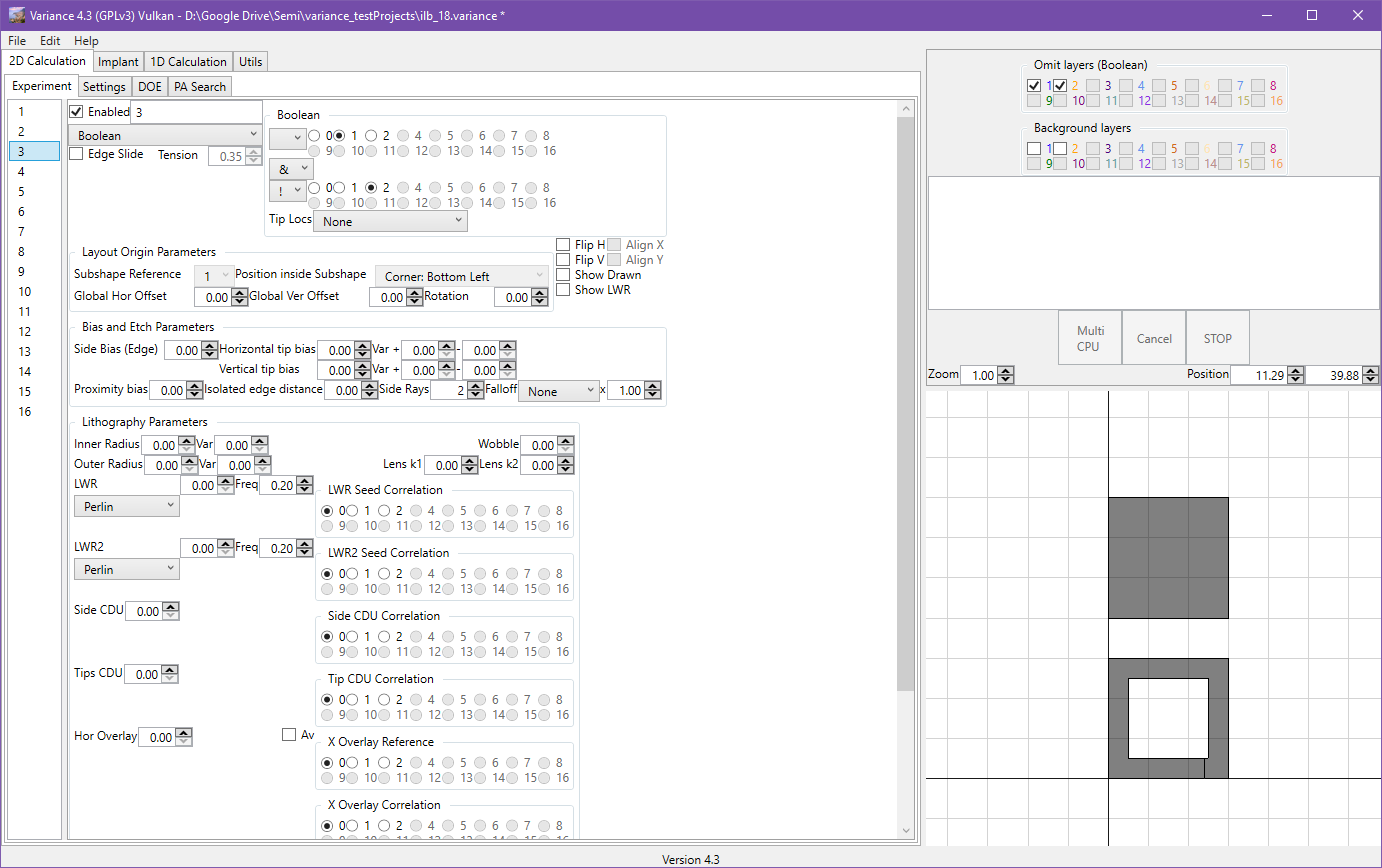 Variance 4.3 (GPLv3) Vulkan - D:\Google Drive\Semi\variance_testProjects\ilb_18.variance *
File Edit Help
2D Calculation Implant 1D Calculation Utils
Experiment Settings DOE PA Search
1
2
3
4
5
6
7
8
9
10
11
12
13
14
15
16
Enabled 3
Boolean
Edge Slide Tension 0.35
Boolean
0 1 2 4 5 6 7 8
9 10 11 12 13 14 15 16
&
! 0 1 2 4 5 6 7 8
9 10 11 12 13 14 15 16
Tip Locs None
Layout Origin Parameters
Subshape Reference 1 Position inside Subshape Corner: Bottom Left
Global Hor Offset 0.00 Global Ver Offset 0.00 Rotation 0.00
Flip H Align X
Flip V Align Y
Show Drawn
Show LWR
Bias and Etch Parameters
Side Bias (Edge) 0.00 Horizontal tip bias 0.00 Var + 0.00 - 0.00
Vertical tip bias 0.00 Var + 0.00 - 0.00
Proximity bias 0.00 Isolated edge distance 0.00 Side Rays 2 Falloff None x 1.00
Lithography Parameters
Inner Radius 0.00 Var 0.00 Wobble 0.00
Outer Radius 0.00 Var 0.00 Lens k1 0.00 Lens k2 0.00
LWR 0.00 Freq 0.20
Perlin
LWR Seed Correlation
0 1 2 4 5 6 7 8
9 10 11 12 13 14 15 16
LWR2 0.00 Freq 0.20
Perlin
LWR2 Seed Correlation
0 1 2 4 5 6 7 8
9 10 11 12 13 14 15 16
Side CDU 0.00
Side CDU Correlation
0 1 2 4 5 6 7 8
9 10 11 12 13 14 15 16
Tips CDU 0.00
Tip CDU Correlation
0 1 2 4 5 6 7 8
9 10 11 12 13 14 15 16
Hor Overlay 0.00 Av
X Overlay Reference
0 1 2 4 5 6 7 8
9 10 11 12 13 14 15 16
X Overlay Correlation
0 1 2 4 5 6 7 8
Omit layers (Boolean)
1 2 3 4 5 6 7 8
9 10 11 12 13 14 15 16
Background layers
1 2 3 4 5 6 7 8
9 10 11 12 13 14 15 16
Multi
CPU
Cancel
STOP
Zoom 1.00 Position 11.29 39.88
Version 4.3